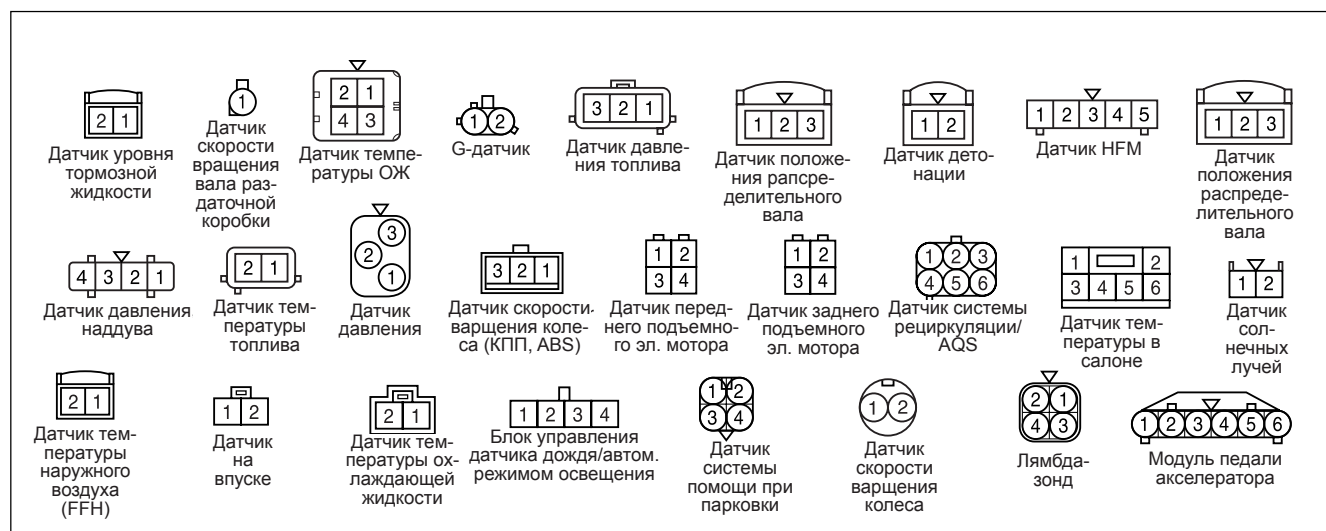 2 1
Датчик уровня
тормозной
жидкости
1
Датчик
скорости
вращения
вала раз-
даточной
коробки
2 1
4 3
Датчик темпе-
ратуры ОЖ
1 2
G-датчик
3 2 1
Датчик давле-
ния топлива
1 2 3
Датчик положе-
ния рапсре-
делительного
вала
1 2
Датчик дето-
нации
1 2 3 4 5
Датчик HFM
1 2 3
Датчик
положения
распреде-
лительного
вала
4 3 2 1
Датчик давления
наддува
2 1
Датчик тем-
пературы
топлива
3
2
1
Датчик
давления
3 2 1
Датчик скорости
варщения коле-
са (КПП, ABS)
1 2
3 4
Датчик перед-
него подъемно-
го эл. мотора
1 2
3 4
Датчик заднего
подъемного
эл. мотора
1 2 3
4 5 6
Датчик системы
рециркуляции/
AQS
1 2
3 4 5 6
Датчик тем-
пературы в
салоне
1 2
Датчик
сол-
нечных
лучей
2 1
Датчик тем-
пературы
наружного
воздуха
(FFH)
1 2
Датчик
на
впуске
2 1
Датчик тем-
пературы ох-
лаждающей
жидкости
1 2 3 4
Блок управления
датчика дождя/автом.
режимом освещения
1 2
3 4
Датчик
системы
помощи при
парковки
1 2
Датчик
скорости
варщения
колеса
2 1
4 3
Лямбда-
зонд
1 2 3 4 5 6
Модуль педали
акселератора